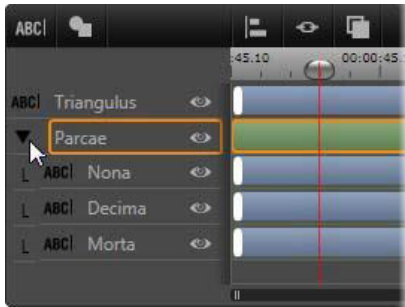 ABC
:45.10 00:00:45.
ABC Triangulus
Parcae
ABC Nona
ABC Decima
ABC Morta